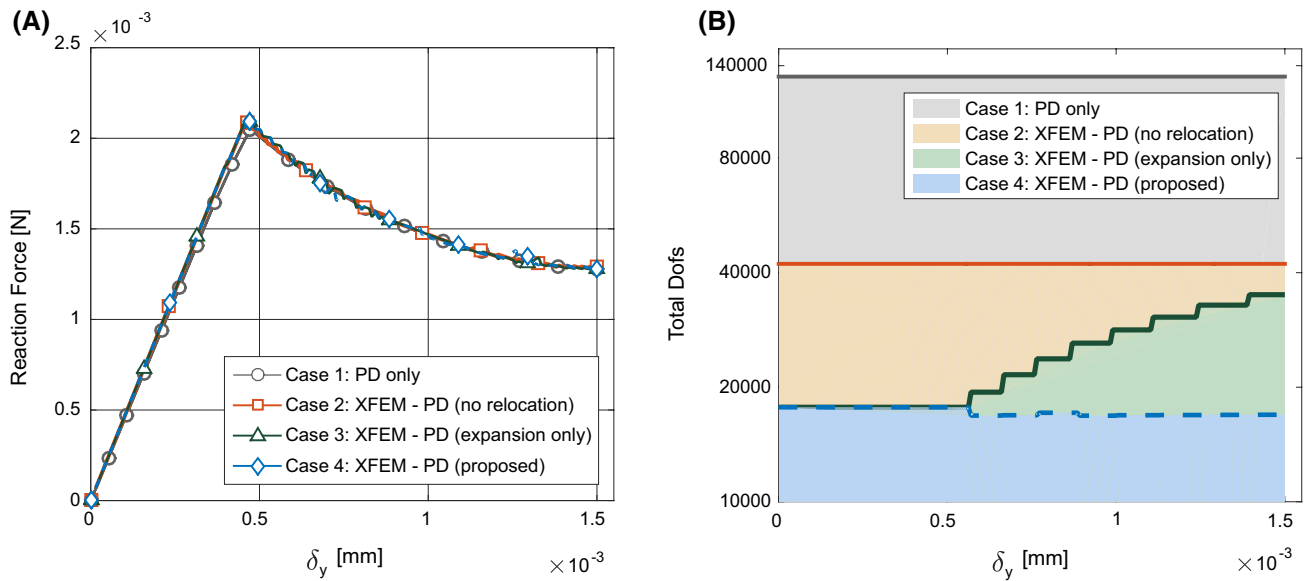 (A)
× 10 -3
2.5
2
1.5
1
0.5
0
Reaction Force [N]
Case 1: PD only
Case 2: XFEM - PD (no relocation)
Case 3: XFEM - PD (expansion only)
Case 4: XFEM - PD (proposed)
0 0.5 1 1.5
δy [mm] × 10 -3
(B)
140000
80000
40000
20000
10000
Total Dofs
Case 1: PD only
Case 2: XFEM - PD (no relocation)
Case 3: XFEM - PD (expansion only)
Case 4: XFEM - PD (proposed)
0 0.5 1 1.5
δy [mm] × 10 -3